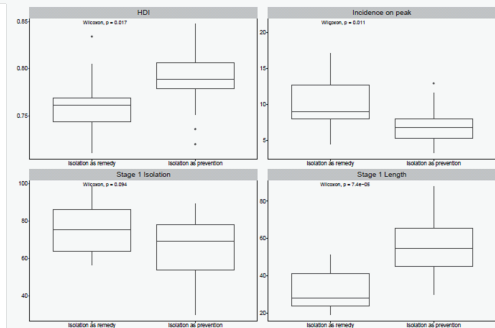 HDI
Wilcoxon, p = 0.017
0.85
0.80
0.75
Isolation as remedy Isolation as prevention
Incidence on peak
Wilcoxon, p = 0.011
20
15
10
5
Isolation as remedy Isolation as prevention
Stage 1 Isolation
Wilcoxon, p = 0.094
100
80
60
40
Isolation as remedy Isolation as prevention
Stage 1 Length
Wilcoxon, p = 7.4e-06
80
60
40
20
Isolation as remedy Isolation as prevention